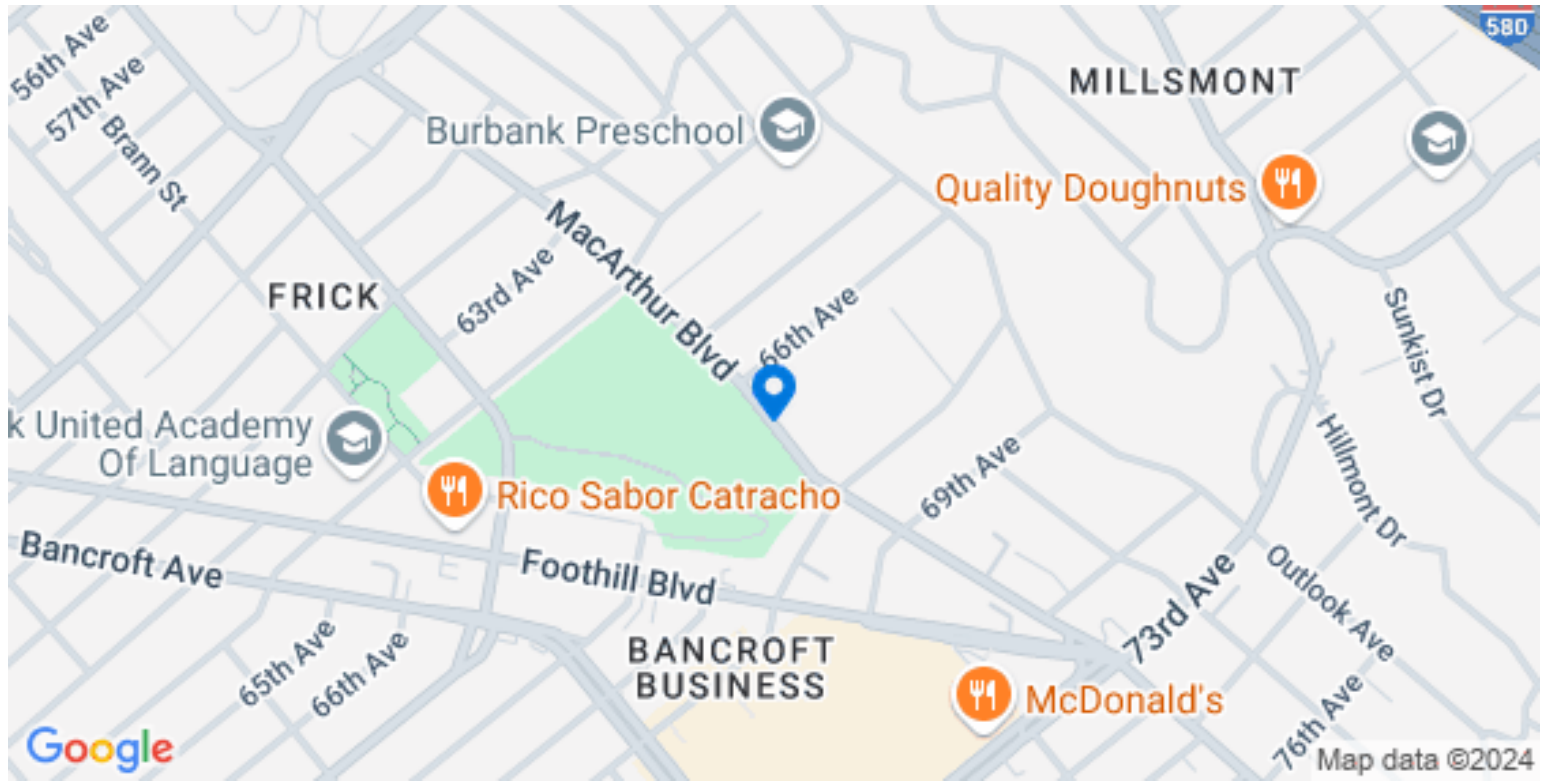 580
56th Ave
MILLSMONT
57th Ave
Burbank Preschool
Brann St
Quality Doughnuts
MacArthur Blvd
63rd Ave
FRICK
66th Ave
Sunkist Dr
k United Academy
Of Language
Hillmont Dr
69th Ave
Rico Sabor Catracho
Bancroft Ave
Foothill Blvd
Outlook Ave
73rd Ave
65th Ave
66th Ave
BANCROFT
BUSINESS
McDonald's
76th Ave
Google
Map data ©2024